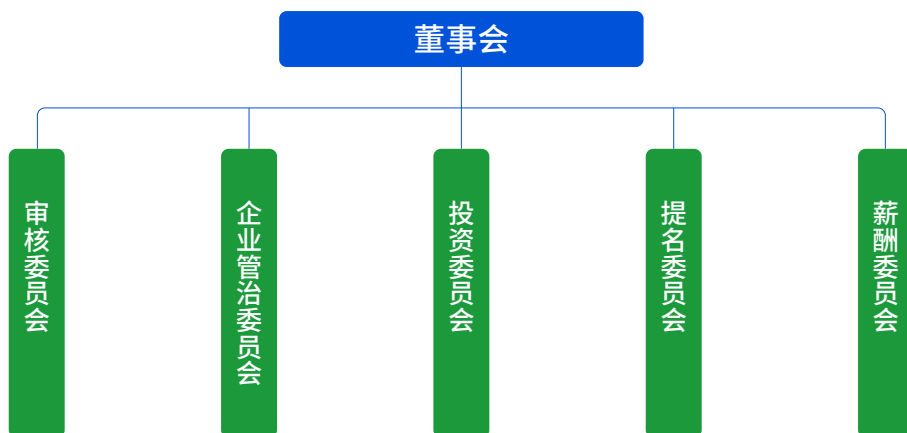 董事会
审核委员会
企业管治委员会
投资委员会
提名委员会
薪酬委员会